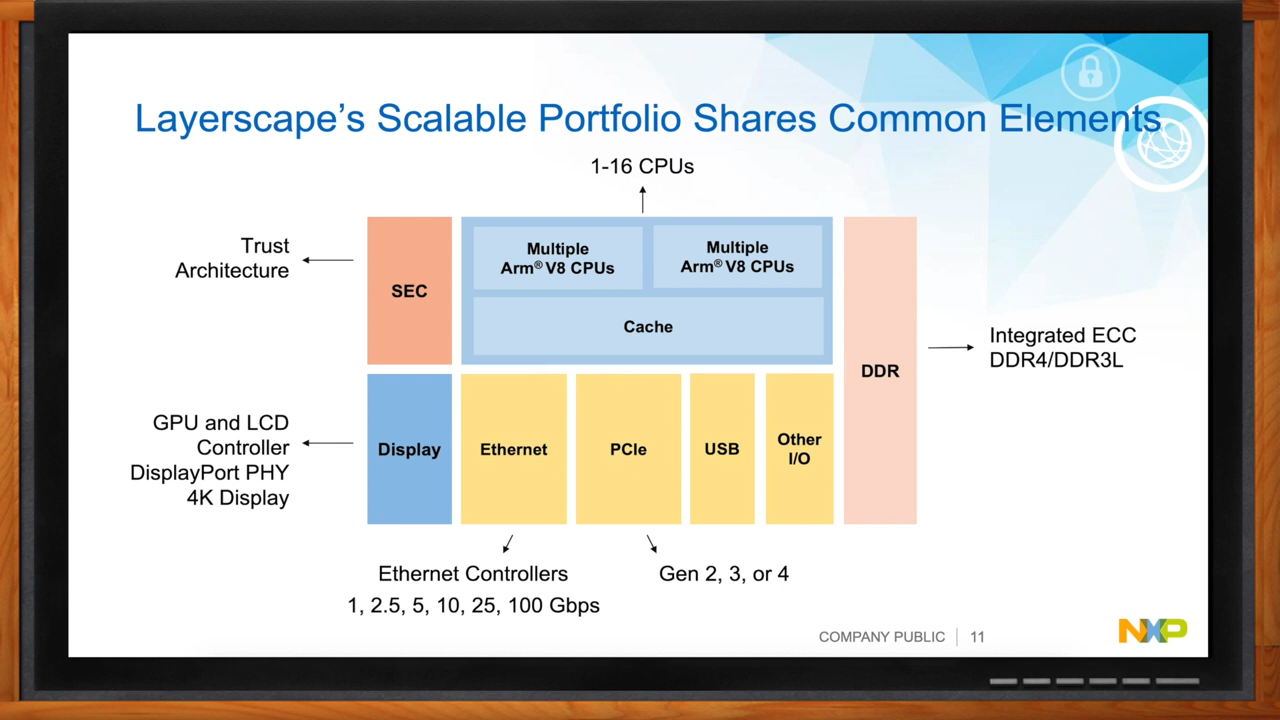 Layerscape's Scalable Portfolio Shares Common Elements
1-16 CPUs
Trust
Architecture
SEC
Multiple
Arm® V8 CPUs
Multiple
Arm® V8 CPUs
Cache
DDR
Integrated ECC
DDR4/DDR3L
GPU and LCD
Controller
DisplayPort PHY
4K Display
Display
Ethernet
PCIe
USB
Other
I/O
Ethernet Controllers
1, 2.5, 5, 10, 25, 100 Gbps
Gen 2, 3, or 4
COMPANY PUBLIC | 11
NXP